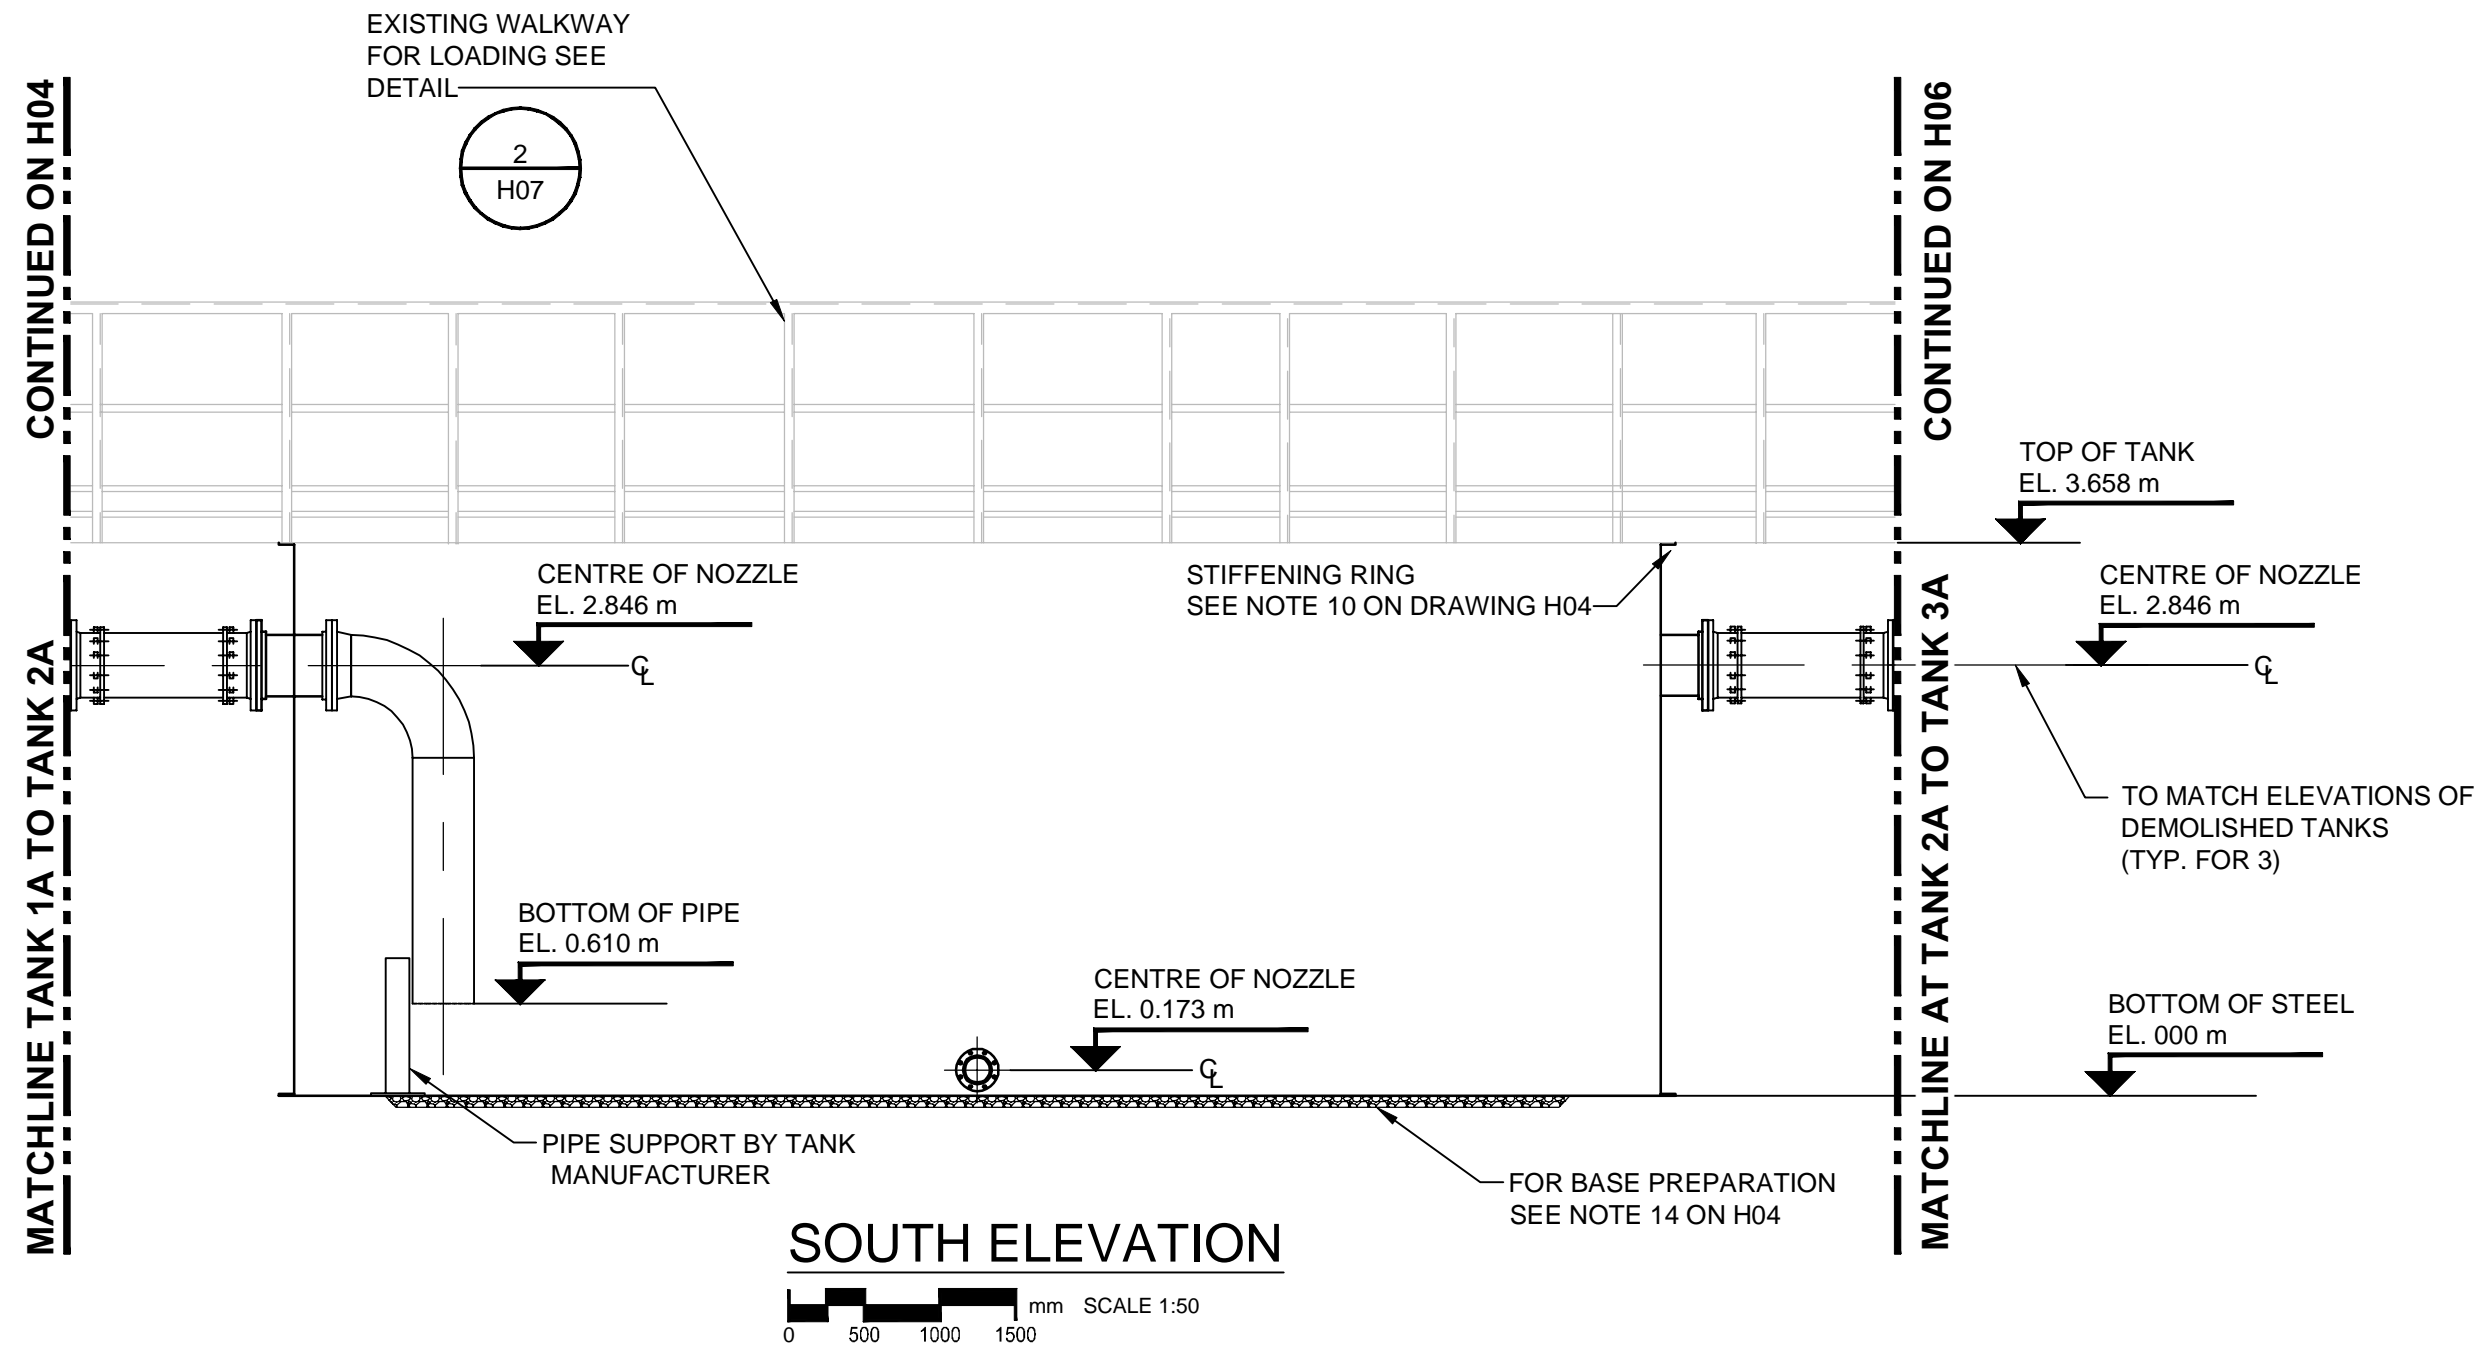 EXISTING WALKWAY
FOR LOADING SEE
DETAIL
2
H07
CONTINUED ON H04
MATCHLINE TANK 1A TO TANK 2A
CONTINUED ON H06
MATCHLINE AT TANK 2A TO TANK 3A
TOP OF TANK
EL. 3.658 m
CENTRE OF NOZZLE
EL. 2.846 m
℄
STIFFENING RING
SEE NOTE 10 ON DRAWING H04
CENTRE OF NOZZLE
EL. 2.846 m
℄
TO MATCH ELEVATIONS OF
DEMOLISHED TANKS
(TYP. FOR 3)
BOTTOM OF PIPE
EL. 0.610 m
CENTRE OF NOZZLE
EL. 0.173 m
℄
BOTTOM OF STEEL
EL. 000 m
PIPE SUPPORT BY TANK
MANUFACTURER
FOR BASE PREPARATION
SEE NOTE 14 ON H04
SOUTH ELEVATION
mm SCALE 1:50
0 500 1000 1500